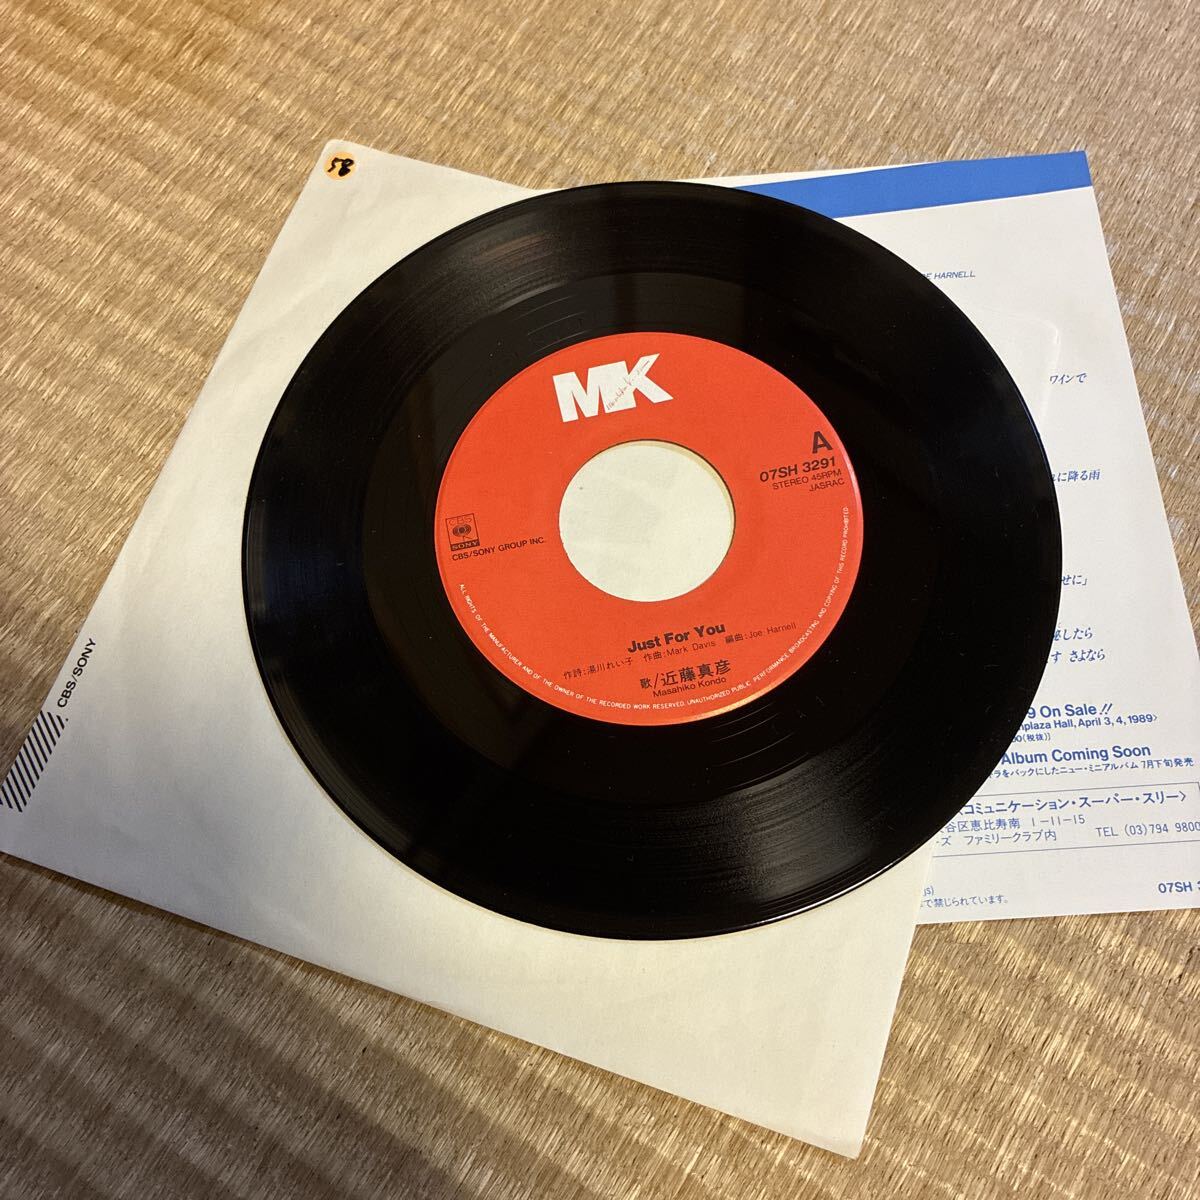 58
CBS/SONY
MK
A
07SH 3291
STEREO 45RPM
JASRAC
CBS
SONY
CBS/SONY GROUP INC.
Just For You
作詩:湯川れい子 作曲:Mark Davis 編曲:Joe Harnell
歌/近藤真彦
Masahiko Kondo
ALL RIGHTS OF THE MANUFACTURER AND OF THE OWNER OF THE RECORDED WORK RESERVED. UNAUTHORIZED PUBLIC PERFORMANCE, BROADCASTING AND COPYING OF THIS RECORD PROHIBITED.
HARNELL
ワインで
に降る雨
せに」
したら
す さよなら
9 On Sale!!
Hall, April 3, 4, 1989〉
(税抜)]
Album Coming Soon
ラをバックにしたニュー・ミニアルバム 7月下旬発売
コミュニケーション・スーパー・スリー〉
谷区恵比寿南 1-11-15
ズ ファミリークラブ内 TEL (03)794 9800
で禁じられています。
07SH